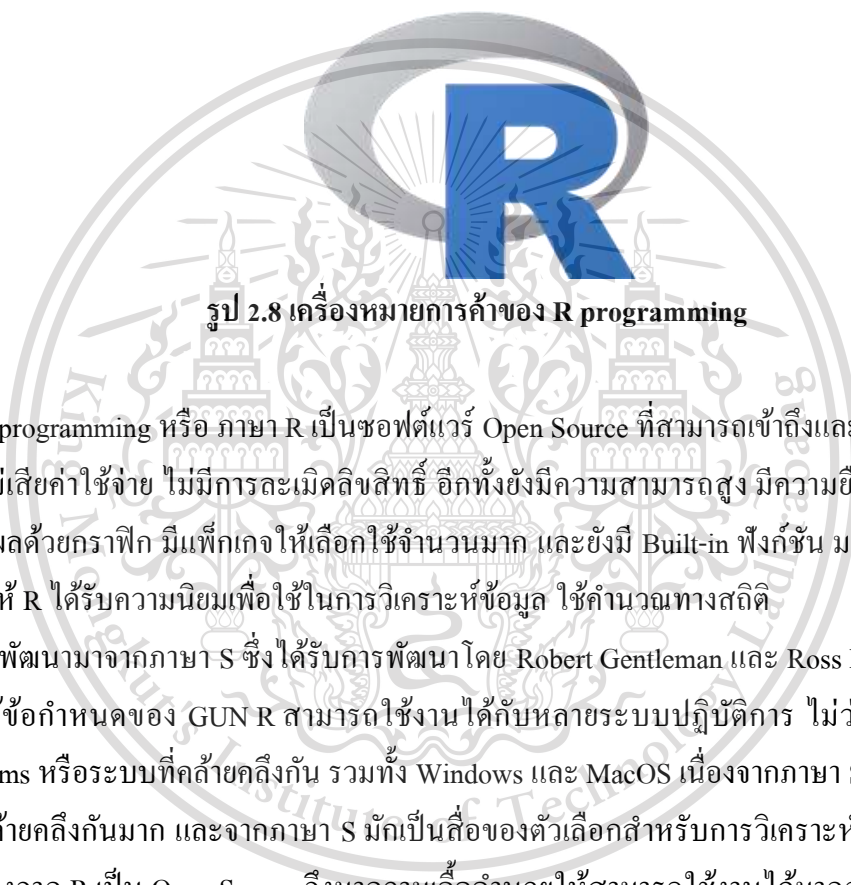 R
รูป 2.8 เครื่องหมายการค้าของ R programming
programming หรือ ภาษา R เป็นซอฟต์แวร์ Open Source ที่สามารถเข้าถึงและ
เสียค่าใช้จ่าย ไม่มีการละเมิดลิขสิทธิ์ อีกทั้งยังมีความสามารถสูง มีความยื
ผลด้วยกราฟิก มีแพ็กเกจให้เลือกใช้จำนวนมาก และยังมี Built-in ฟังก์ชัน ม
ห้ R ได้รับความนิยมเพื่อใช้ในการวิเคราะห์ข้อมูล ใช้คำนวณทางสถิติ
พัฒนามาจากภาษา S ซึ่งได้รับการพัฒนาโดย Robert Gentleman และ Ross
ข้อกำหนดของ GUN R สามารถใช้งานได้กับหลายระบบปฏิบัติการ ไม่ว่
ms หรือระบบที่คล้ายคลึงกัน รวมทั้ง Windows และ MacOS เนื่องจากภาษา
ล้ายคลึงกันมาก และจากภาษา S มักเป็นสื่อของตัวเลือกสำหรับการวิเคราะห์
R เป็น Open Source
King Mongkut's Institute of Technology Ladkrabang